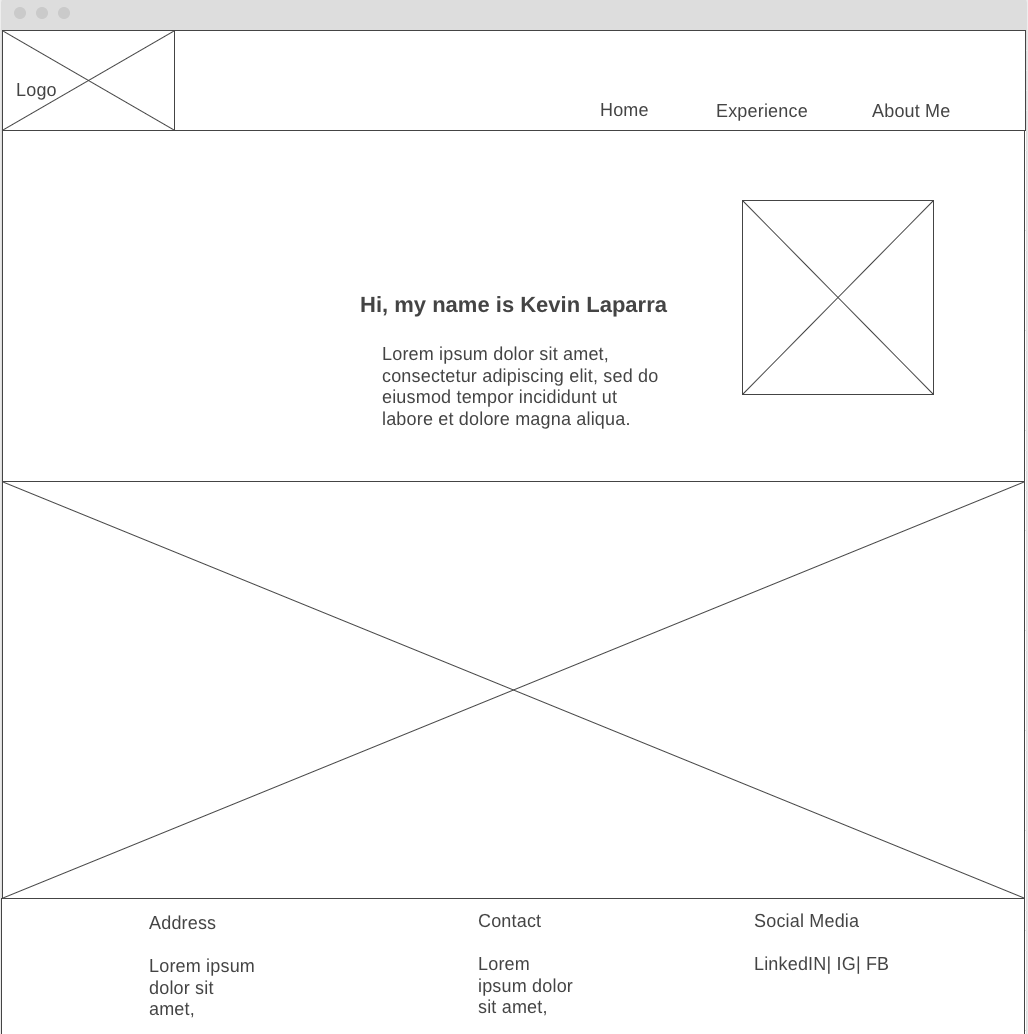 Logo
Home Experience About Me
Hi, my name is Kevin Laparra
Lorem ipsum dolor sit amet,
consectetur adipiscing elit, sed do
eiusmod tempor incididunt ut
labore et dolore magna aliqua.
Address
Lorem ipsum
dolor sit
amet,
Contact
Lorem
ipsum dolor
sit amet,
Social Media
LinkedIN| IG| FB